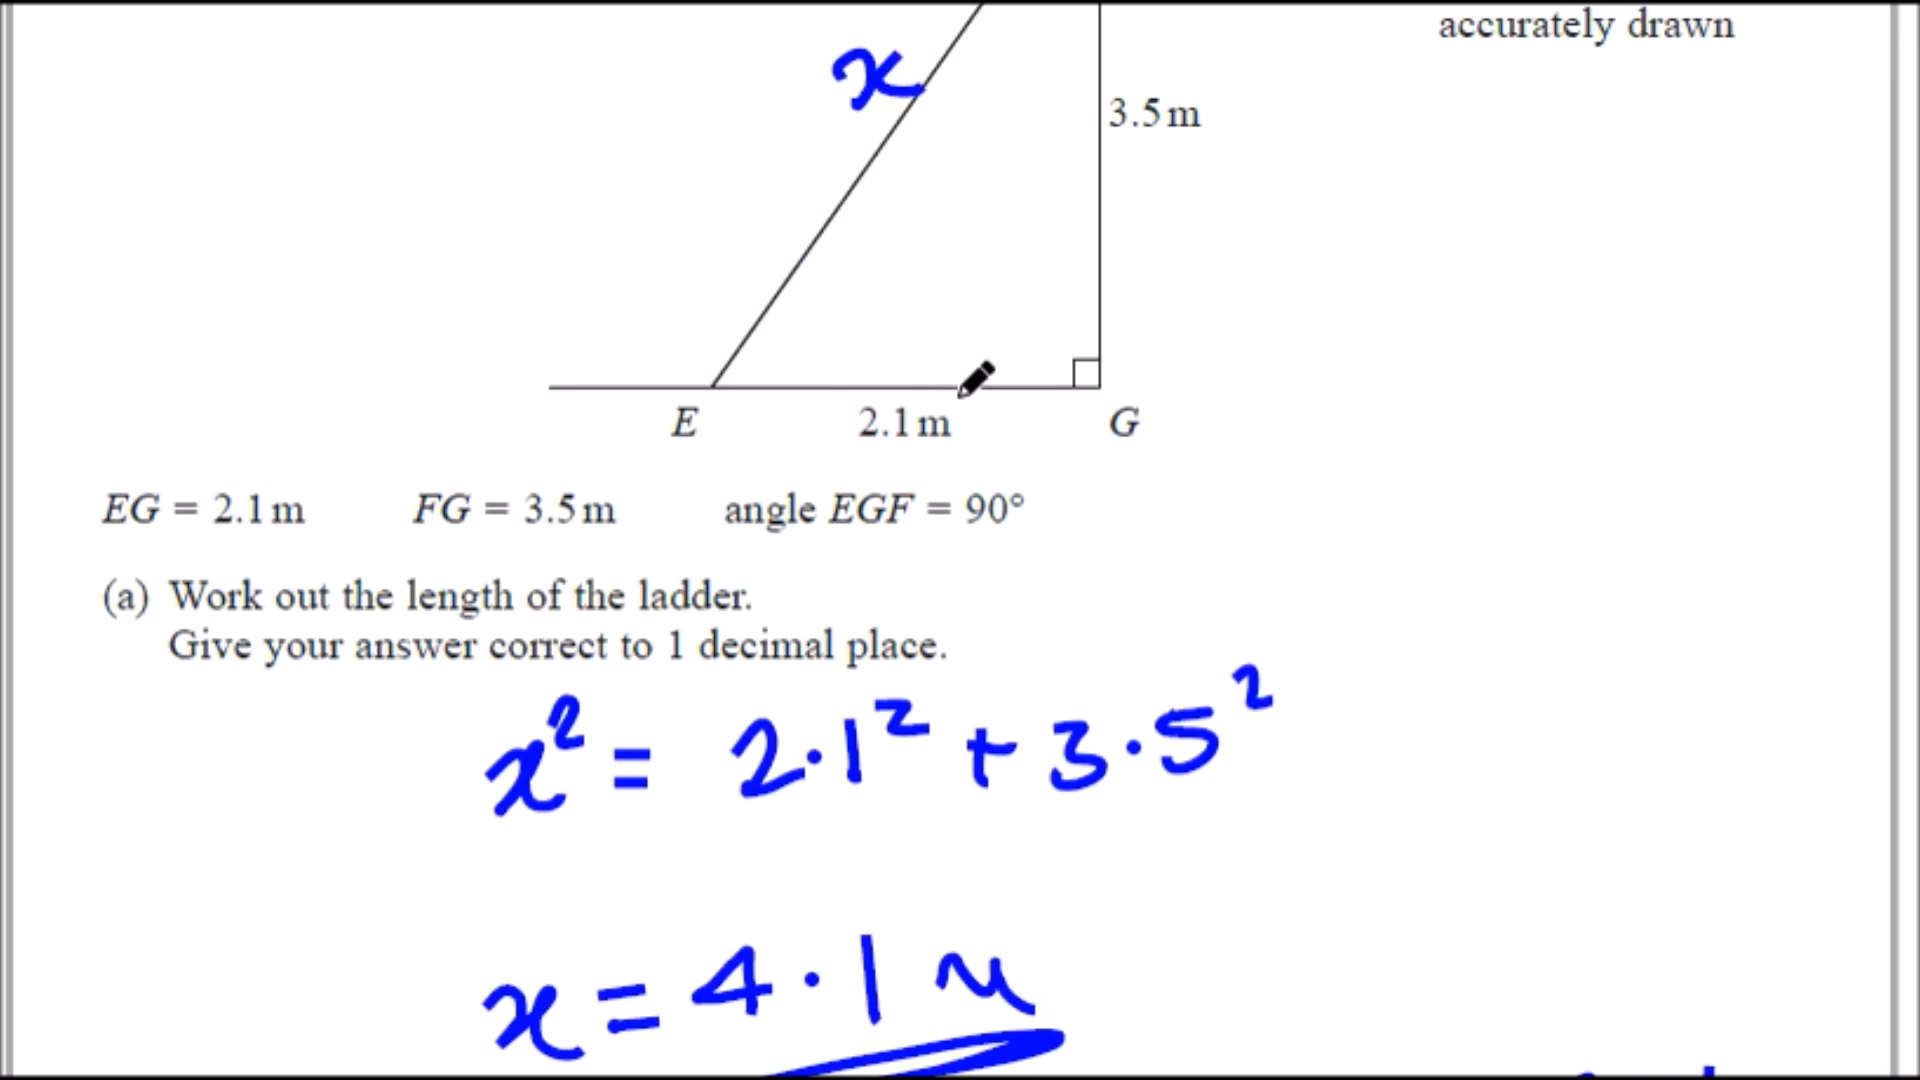 accurately drawn
x
3.5 m
E 2.1 m G
EG = 2.1 m FG = 3.5 m angle EGF = 90°
(a) Work out the length of the ladder.
Give your answer correct to 1 decimal place.
x² = 2·1² + 3·5²
x = 4·1 m